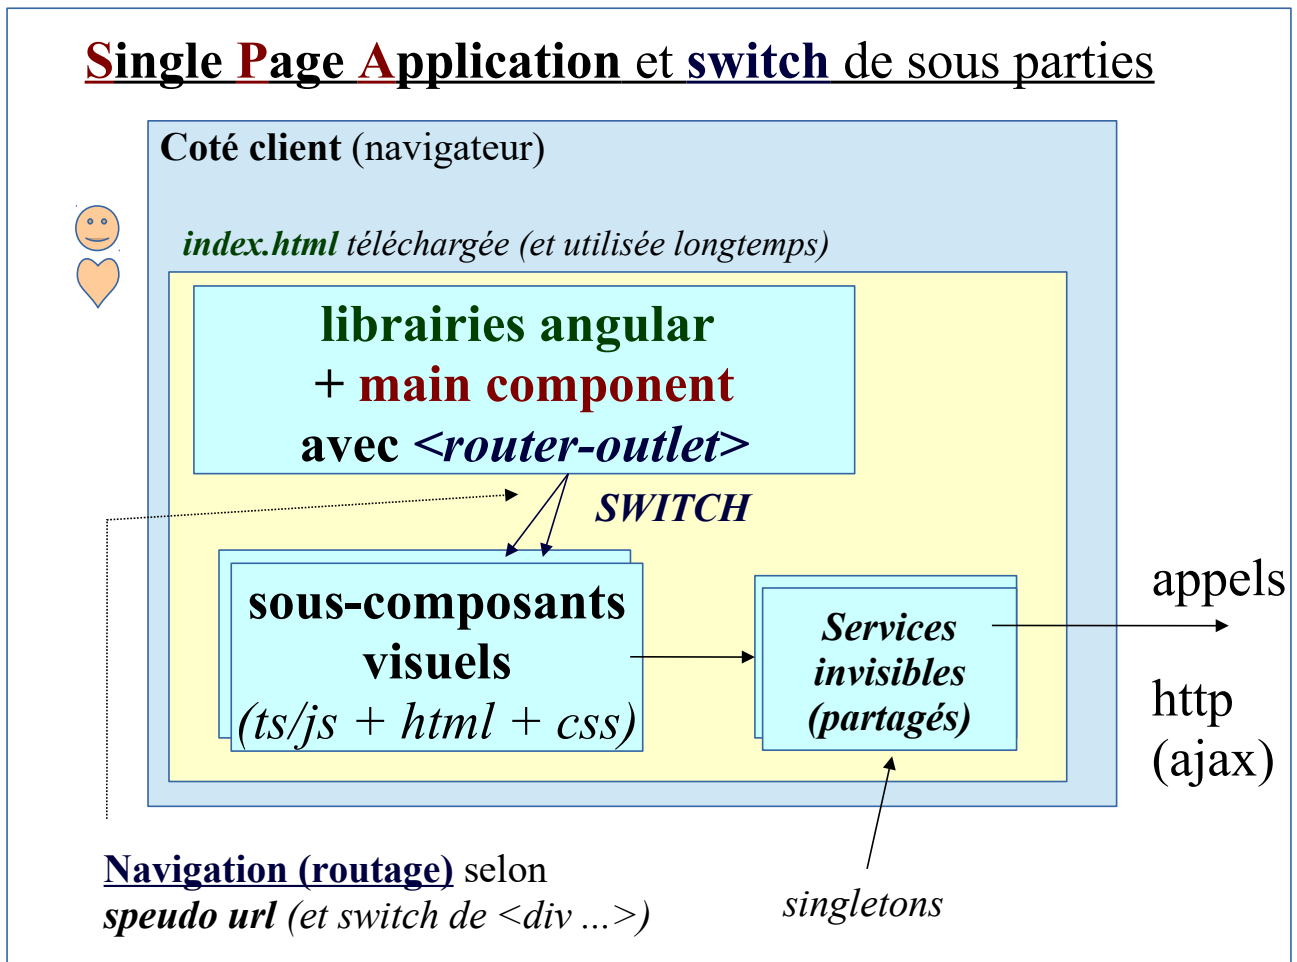 Single Page Application et switch de sous parties
Coté client (navigateur)
index.html téléchargée (et utilisée longtemps)
librairies angular
+ main component
avec <router-outlet>
SWITCH
sous-composants
visuels
(ts/js + html + css)
Services
invisibles
(partagés)
appels
http
(ajax)
Navigation (routage) selon
speudo url (et switch de <div ...>)
singletons